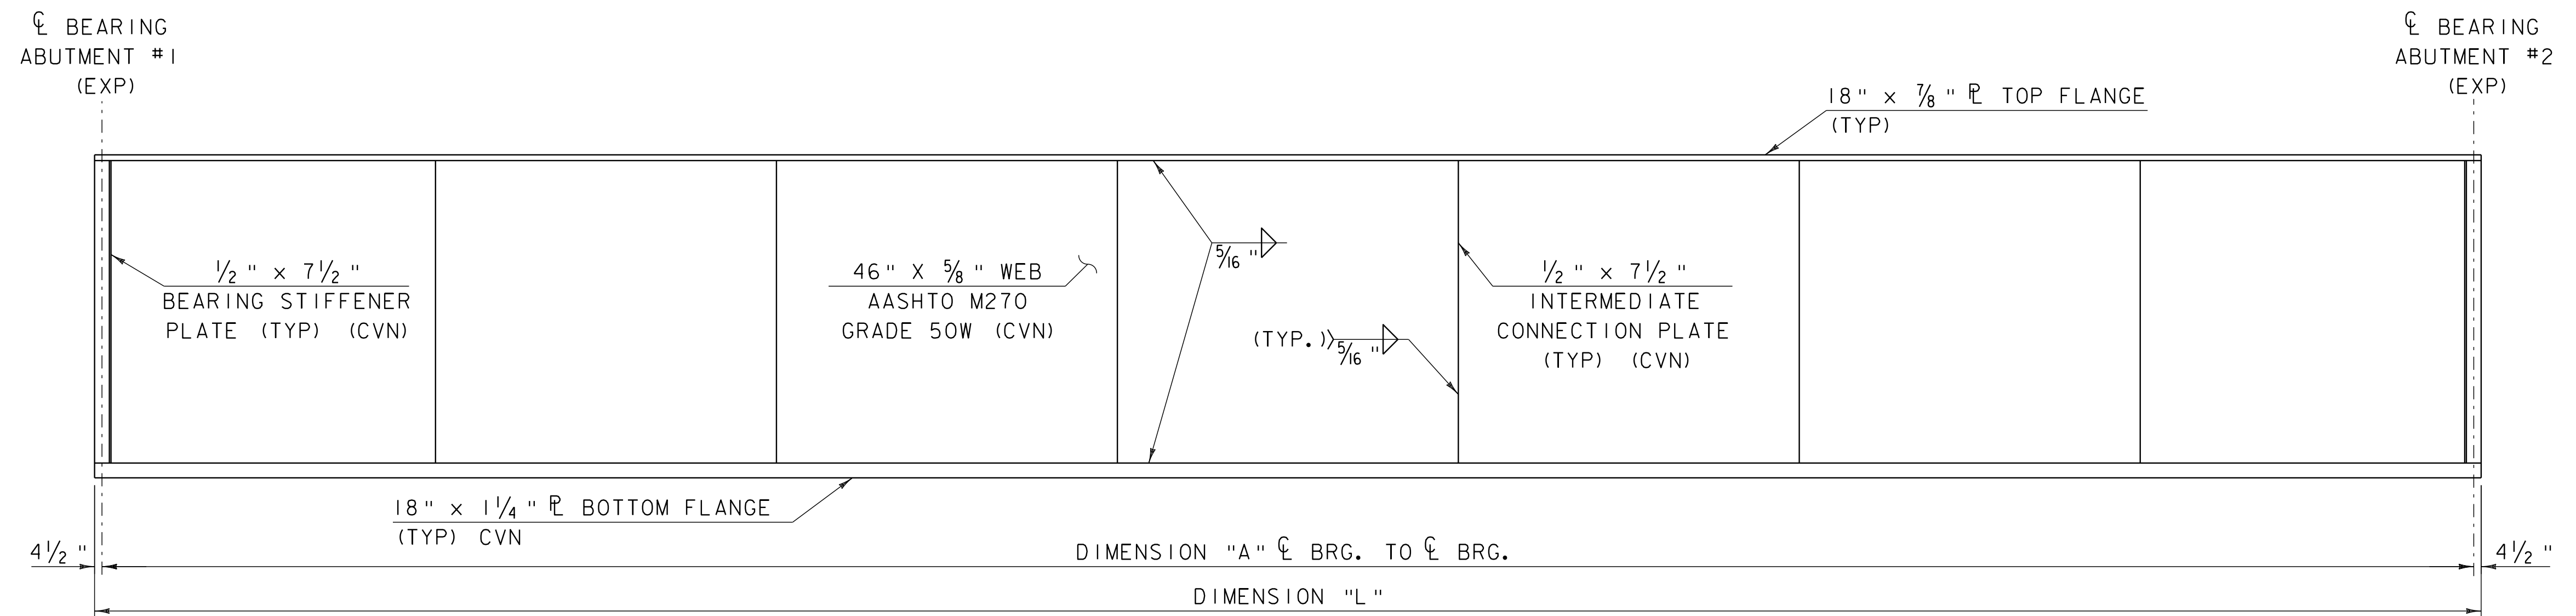 ℄ BEARING
ABUTMENT #1
(EXP)
℄ BEARING
ABUTMENT #2
(EXP)
18" x 7/8" ℙL TOP FLANGE
(TYP)
5/16"
1/2" x 7 1/2"
BEARING STIFFENER
PLATE (TYP) (CVN)
46" X 5/8" WEB
AASHTO M270
GRADE 50W (CVN)
1/2" x 7 1/2"
INTERMEDIATE
CONNECTION PLATE
(TYP) (CVN)
(TYP.) 5/16"
18" x 1 1/4" ℙL BOTTOM FLANGE
(TYP) CVN
4 1/2"
DIMENSION "A" ℄ BRG. TO ℄ BRG.
4 1/2"
DIMENSION "L"